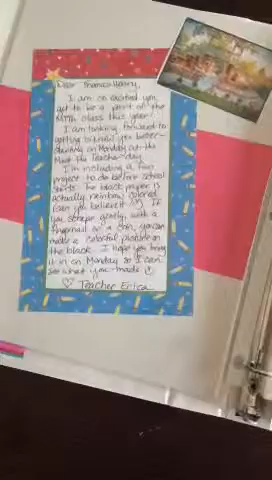 Dear Thomas Henry,
I am so excited you
get to be a part of the
class this year!
I am looking forward to
getting to know you better-
starting on Monday at the
Meet the Teacher day.
I'm including a fun
project to do before school
starts. The black paper is
actually rainbow colored.
Can you believe it?! If
you scrape gently, with a
fingernail or a coin, you can
make a colorful picture on
the black. I hope you bring
it in on Monday so I can
see what you made
Teacher Erica